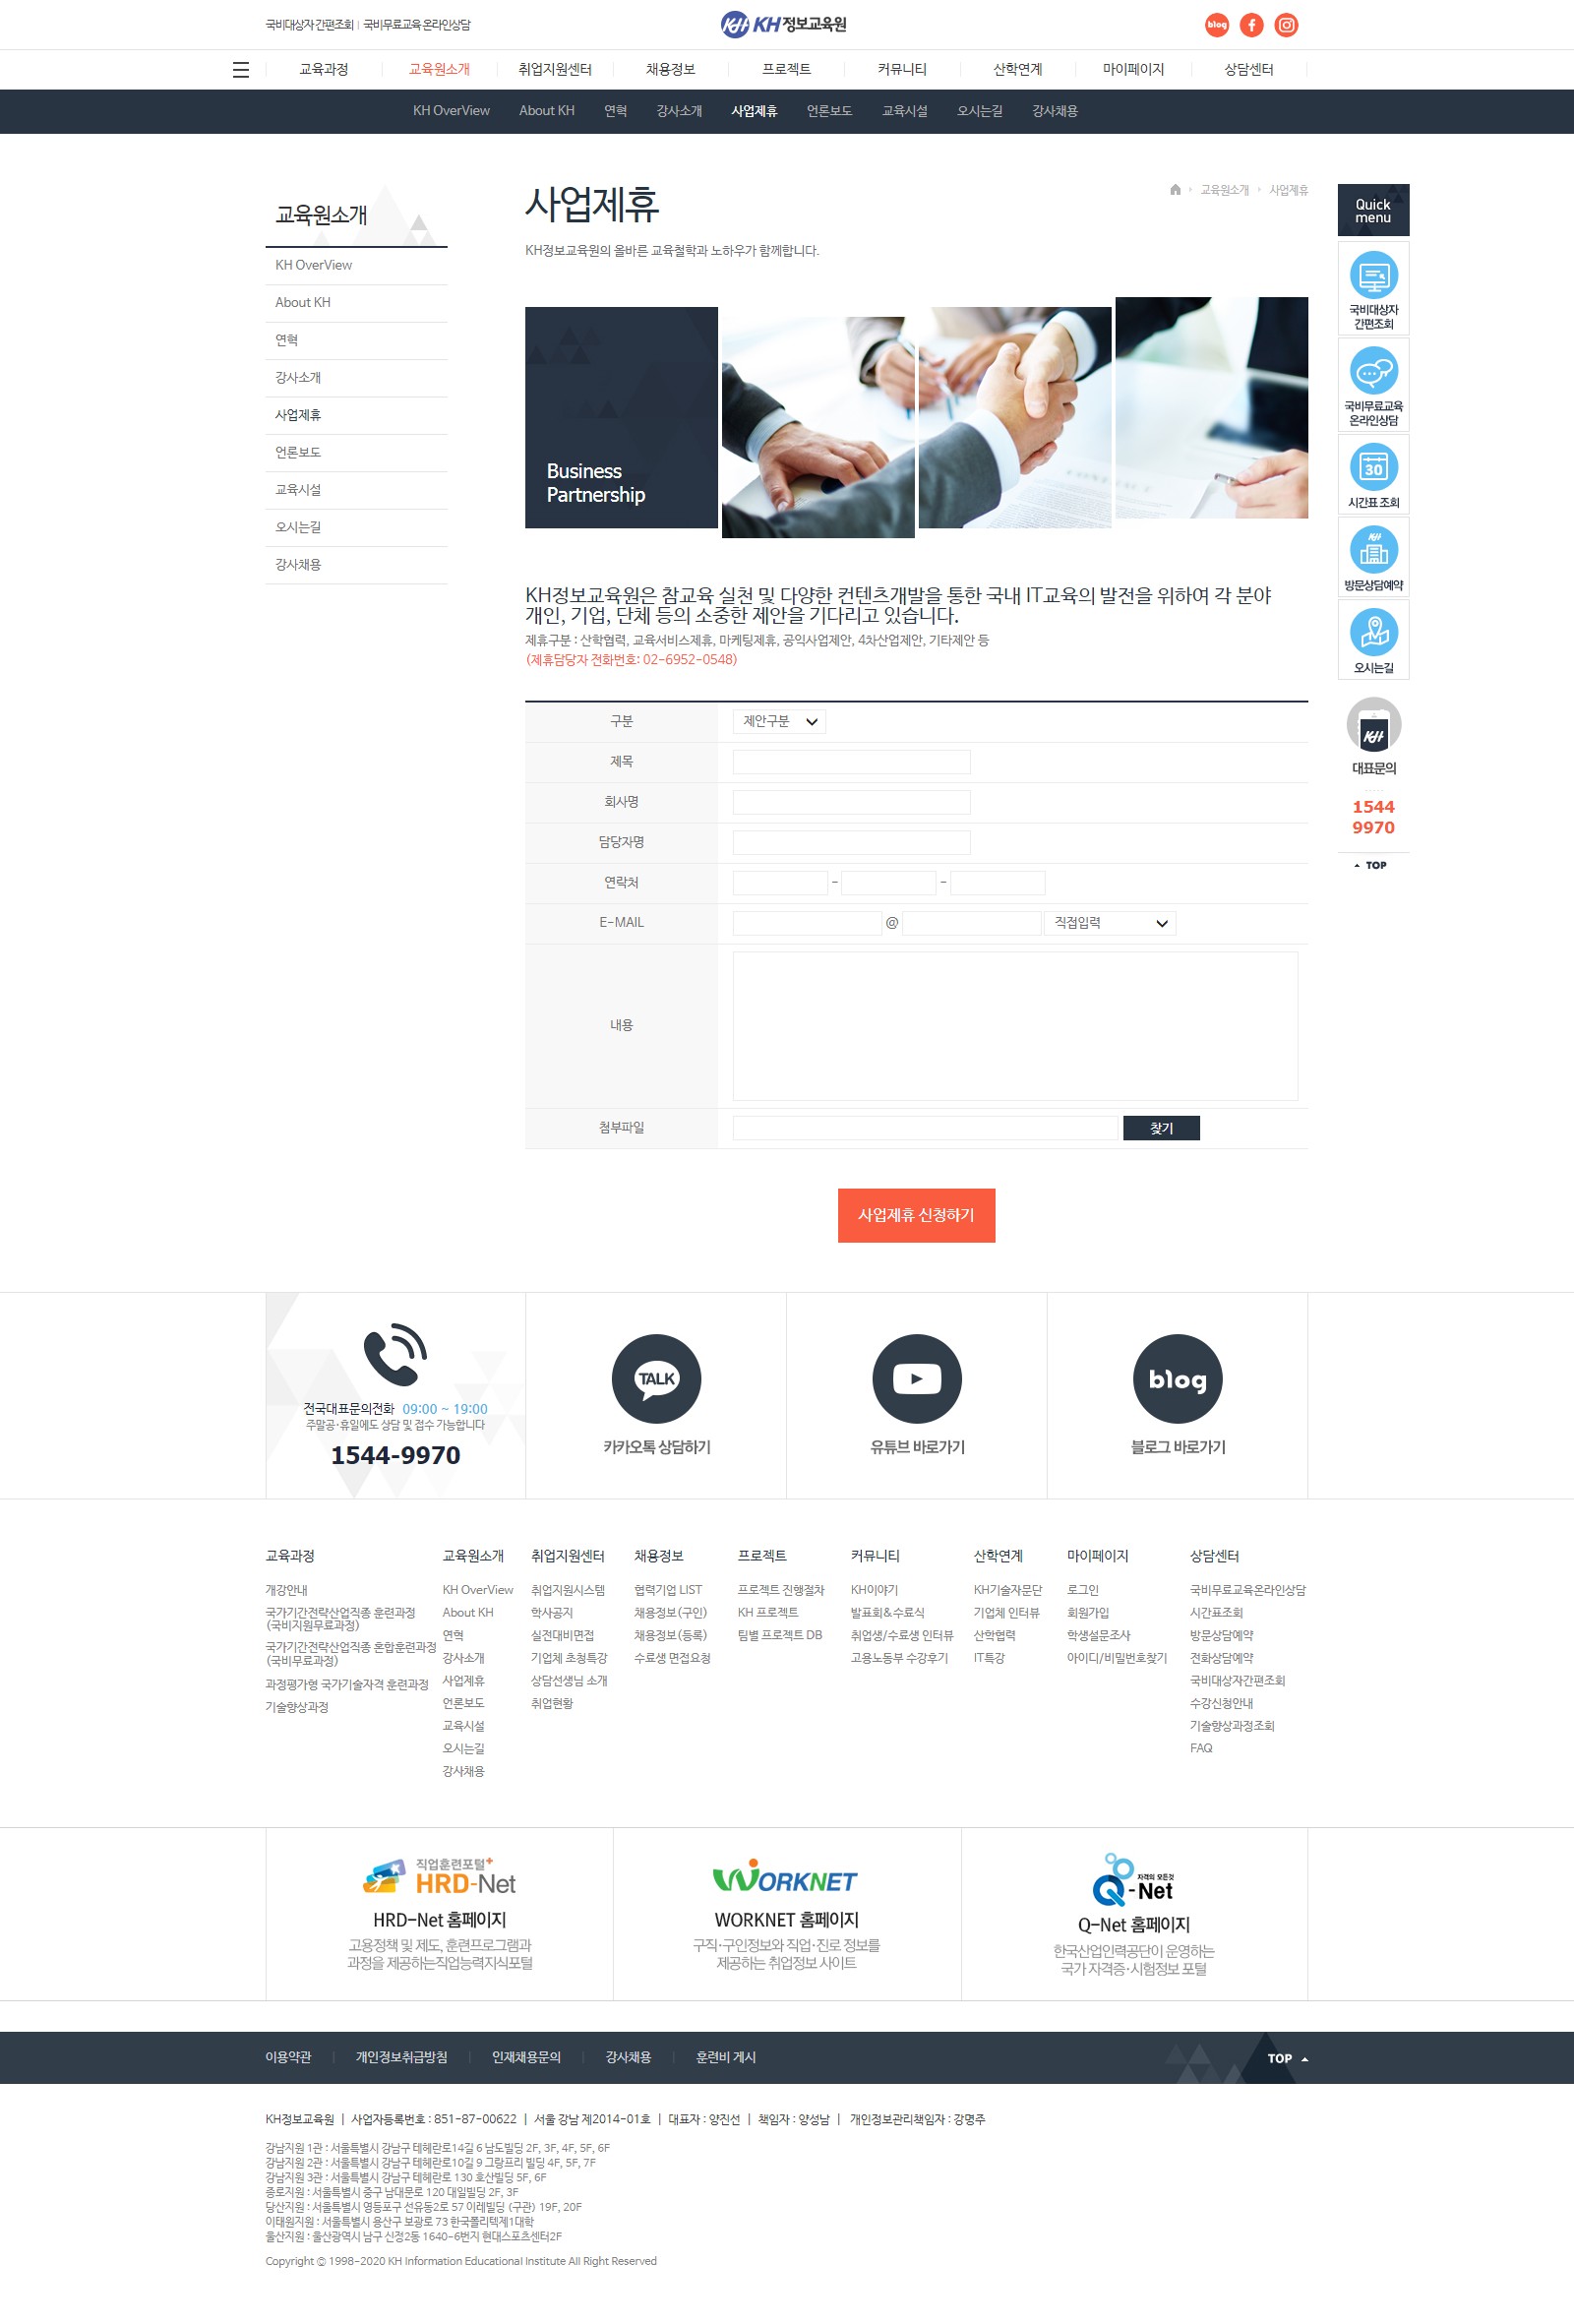 국비대상자 간편조회 | 국비무료교육 온라인상담
KH KH정보교육원
blog
교육과정 교육원소개 취업지원센터 채용정보 프로젝트 커뮤니티 산학연계 마이페이지 상담센터
KH OverView About KH 연혁 강사소개 사업제휴 언론보도 교육시설 오시는길 강사채용
교육원소개
KH OverView
About KH
연혁
강사소개
사업제휴
언론보도
교육시설
오시는길
강사채용
사업제휴
교육원소개 사업제휴
KH정보교육원의 올바른 교육철학과 노하우가 함께합니다.
Business
Partnership
KH정보교육원은 참교육 실천 및 다양한 컨텐츠개발을 통한 국내 IT교육의 발전을 위하여 각 분야
개인, 기업, 단체 등의 소중한 제안을 기다리고 있습니다.
제휴구분 : 산학협력, 교육서비스제휴, 마케팅제휴, 공익사업제안, 4차산업제안, 기타제안 등
(제휴담당자 전화번호: 02-6952-0548)
구분 제안구분
제목
회사명
담당자명
연락처 - -
E-MAIL @ 직접입력
내용
첨부파일 찾기
사업제휴 신청하기
Quick
menu
국비대상자
간편조회
국비무료교육
온라인상담
30
시간표 조회
KH
방문상담예약
오시는길
KH
대표문의
1544
9970
TOP
전국대표문의전화 09:00 ~ 19:00
주말공·휴일에도 상담 및 접수 가능합니다
1544-9970
TALK
카카오톡 상담하기
유튜브 바로가기
blog
블로그 바로가기
교육과정
개강안내
국가기간전략산업직종 훈련과정
(국비지원무료과정)
국가기간전략산업직종 혼합훈련과정
(국비무료과정)
과정평가형 국가기술자격 훈련과정
기술향상과정
교육원소개
KH OverView
About KH
연혁
강사소개
사업제휴
언론보도
교육시설
오시는길
강사채용
취업지원센터
취업지원시스템
학사공지
실전대비면접
기업체 초청특강
상담선생님 소개
취업현황
채용정보
협력기업 LIST
채용정보(구인)
채용정보(등록)
수료생 면접요청
프로젝트
프로젝트 진행절차
KH 프로젝트
팀별 프로젝트 DB
커뮤니티
KH이야기
발표회&수료식
취업생/수료생 인터뷰
고용노동부 수강후기
산학연계
KH기술자문단
기업체 인터뷰
산학협력
IT특강
마이페이지
로그인
회원가입
학생설문조사
아이디/비밀번호찾기
상담센터
국비무료교육온라인상담
시간표조회
방문상담예약
전화상담예약
국비대상자간편조회
수강신청안내
기술향상과정조회
FAQ
직업훈련포털+
HRD-Net
HRD-Net 홈페이지
고용정책 및 제도, 훈련프로그램과
과정을 제공하는직업능력지식포털
WORKNET
WORKNET 홈페이지
구직·구인정보와 직업·진로 정보를
제공하는 취업정보 사이트
자격의 모든것
Q-Net
Q-Net 홈페이지
한국산업인력공단이 운영하는
국가 자격증·시험정보 포털
이용약관 | 개인정보취급방침 | 인재채용문의 | 강사채용 | 훈련비 게시
TOP
KH정보교육원 | 사업자등록번호 : 851-87-00622 | 서울 강남 제2014-01호 | 대표자 : 양진선 | 책임자 : 양성남 | 개인정보관리책임자 : 강명주
강남지원 1관 : 서울특별시 강남구 테헤란로14길 6 남도빌딩 2F, 3F, 4F, 5F, 6F
강남지원 2관 : 서울특별시 강남구 테헤란로10길 9 그랑프리 빌딩 4F, 5F, 7F
강남지원 3관 : 서울특별시 강남구 테헤란로 130 호산빌딩 5F, 6F
종로지원 : 서울특별시 중구 남대문로 120 대일빌딩 2F, 3F
당산지원 : 서울특별시 영등포구 선유동2로 57 이레빌딩 (구관) 19F, 20F
이태원지원 : 서울특별시 용산구 보광로 73 한국폴리텍제1대학
울산지원 : 울산광역시 남구 신정2동 1640-6번지 현대스포츠센터2F
Copyright © 1998-2020 KH Information Educational Institute All Right Reserved